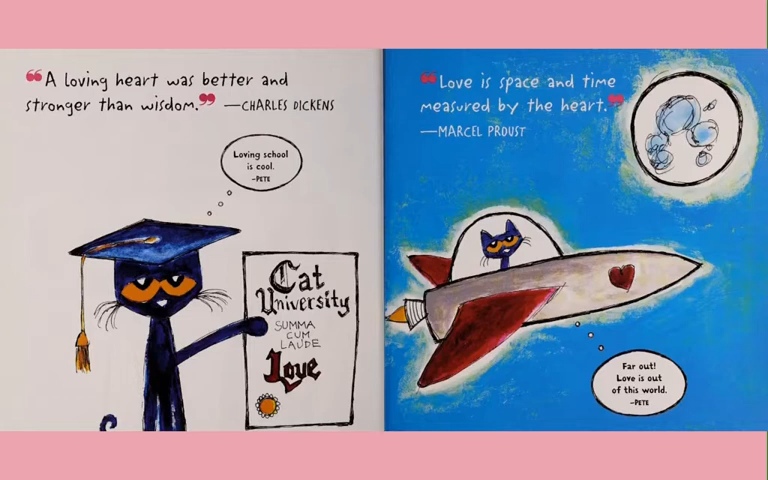 ❝A loving heart was better and
stronger than wisdom.❞ —CHARLES DICKENS
Loving school
is cool.
–PETE
Cat
University
SUMMA
CUM
LAUDE
Love
❝Love is space and time
measured by the heart.❞
—MARCEL PROUST
Far out!
Love is out
of this world.
–PETE